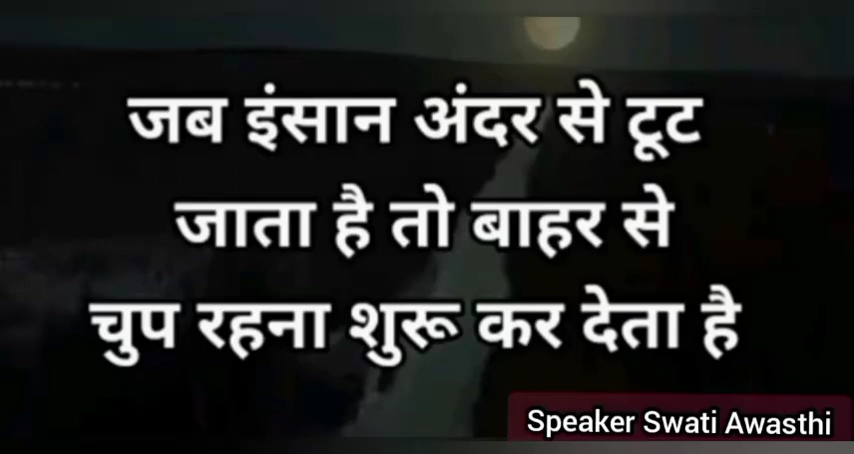 जब इंसान अंदर से टूट
जाता है तो बाहर से
चुप रहना शुरू कर देता है
Speaker Swati Awasthi